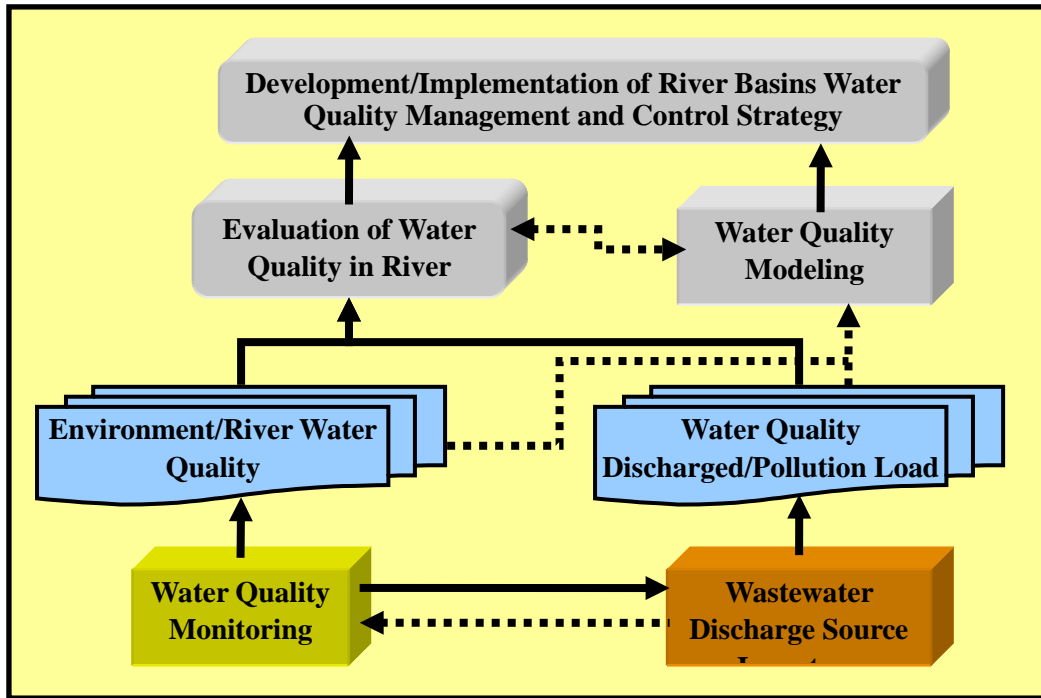 Development/Implementation of River Basins Water
Quality Management and Control Strategy
Evaluation of Water
Quality in River
Water Quality
Modeling
Environment/River Water
Quality
Water Quality
Discharged/Pollution Load
Water Quality
Monitoring
Wastewater
Discharge Source